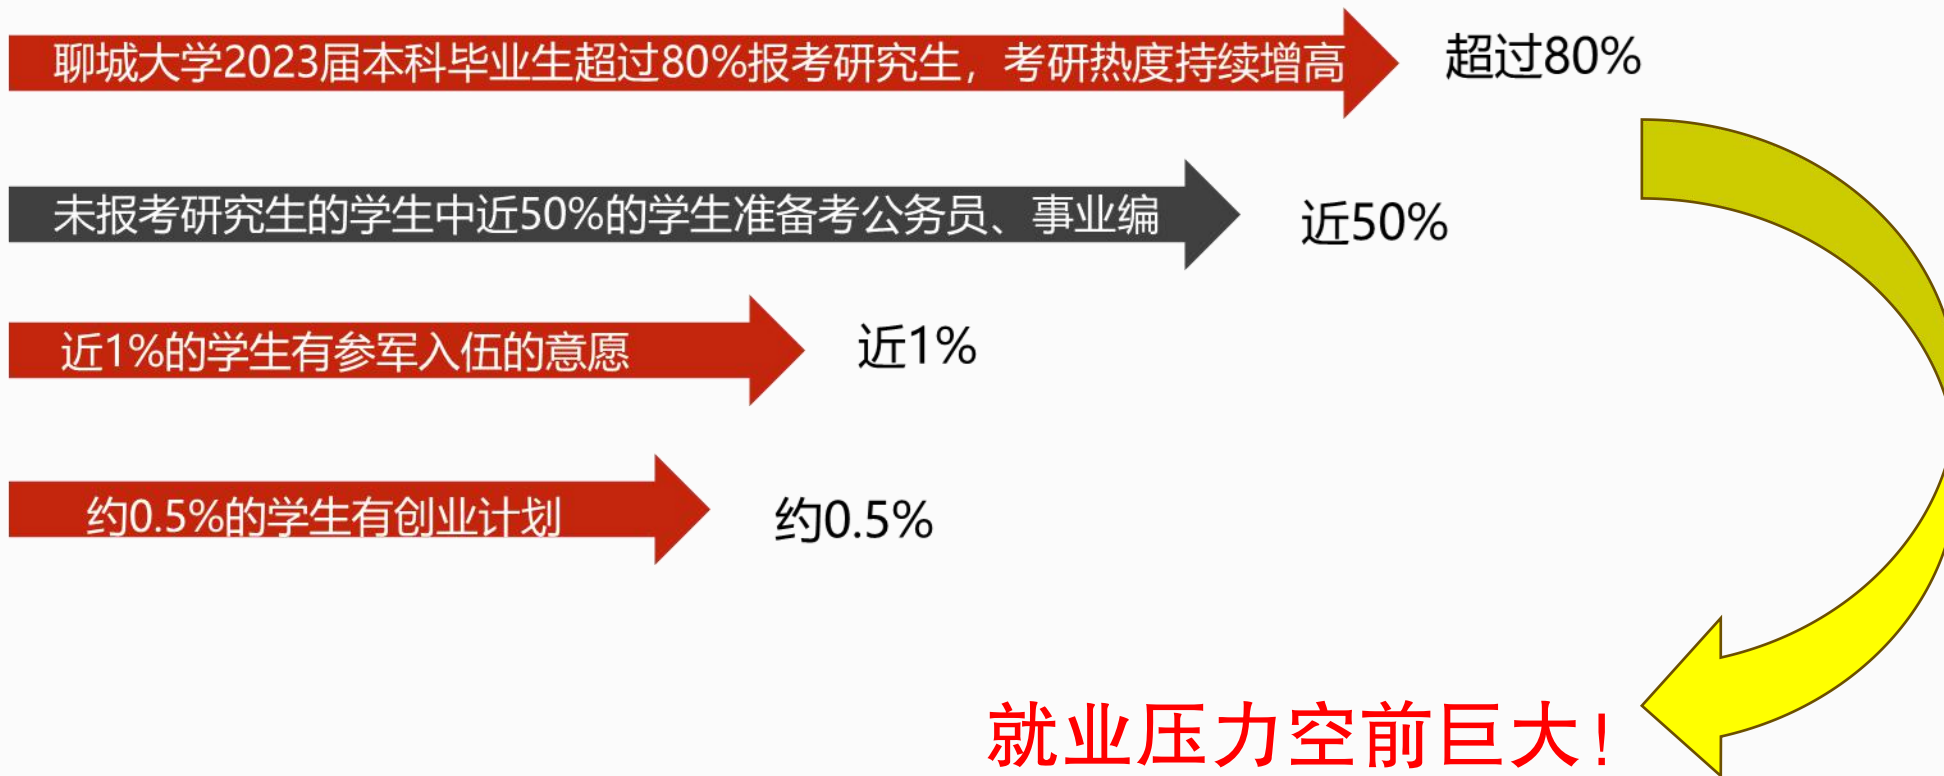 聊城大学2023届本科毕业生超过80%报考研究生，考研热度持续增高
超过80%
未报考研究生的学生中近50%的学生准备考公务员、事业编
近50%
近1%的学生有参军入伍的意愿
近1%
约0.5%的学生有创业计划
约0.5%
就业压力空前巨大！